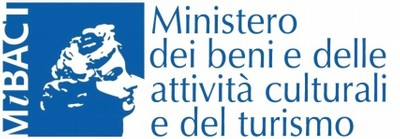 MiBACT
Ministero
dei beni e delle
attività culturali
e del turismo